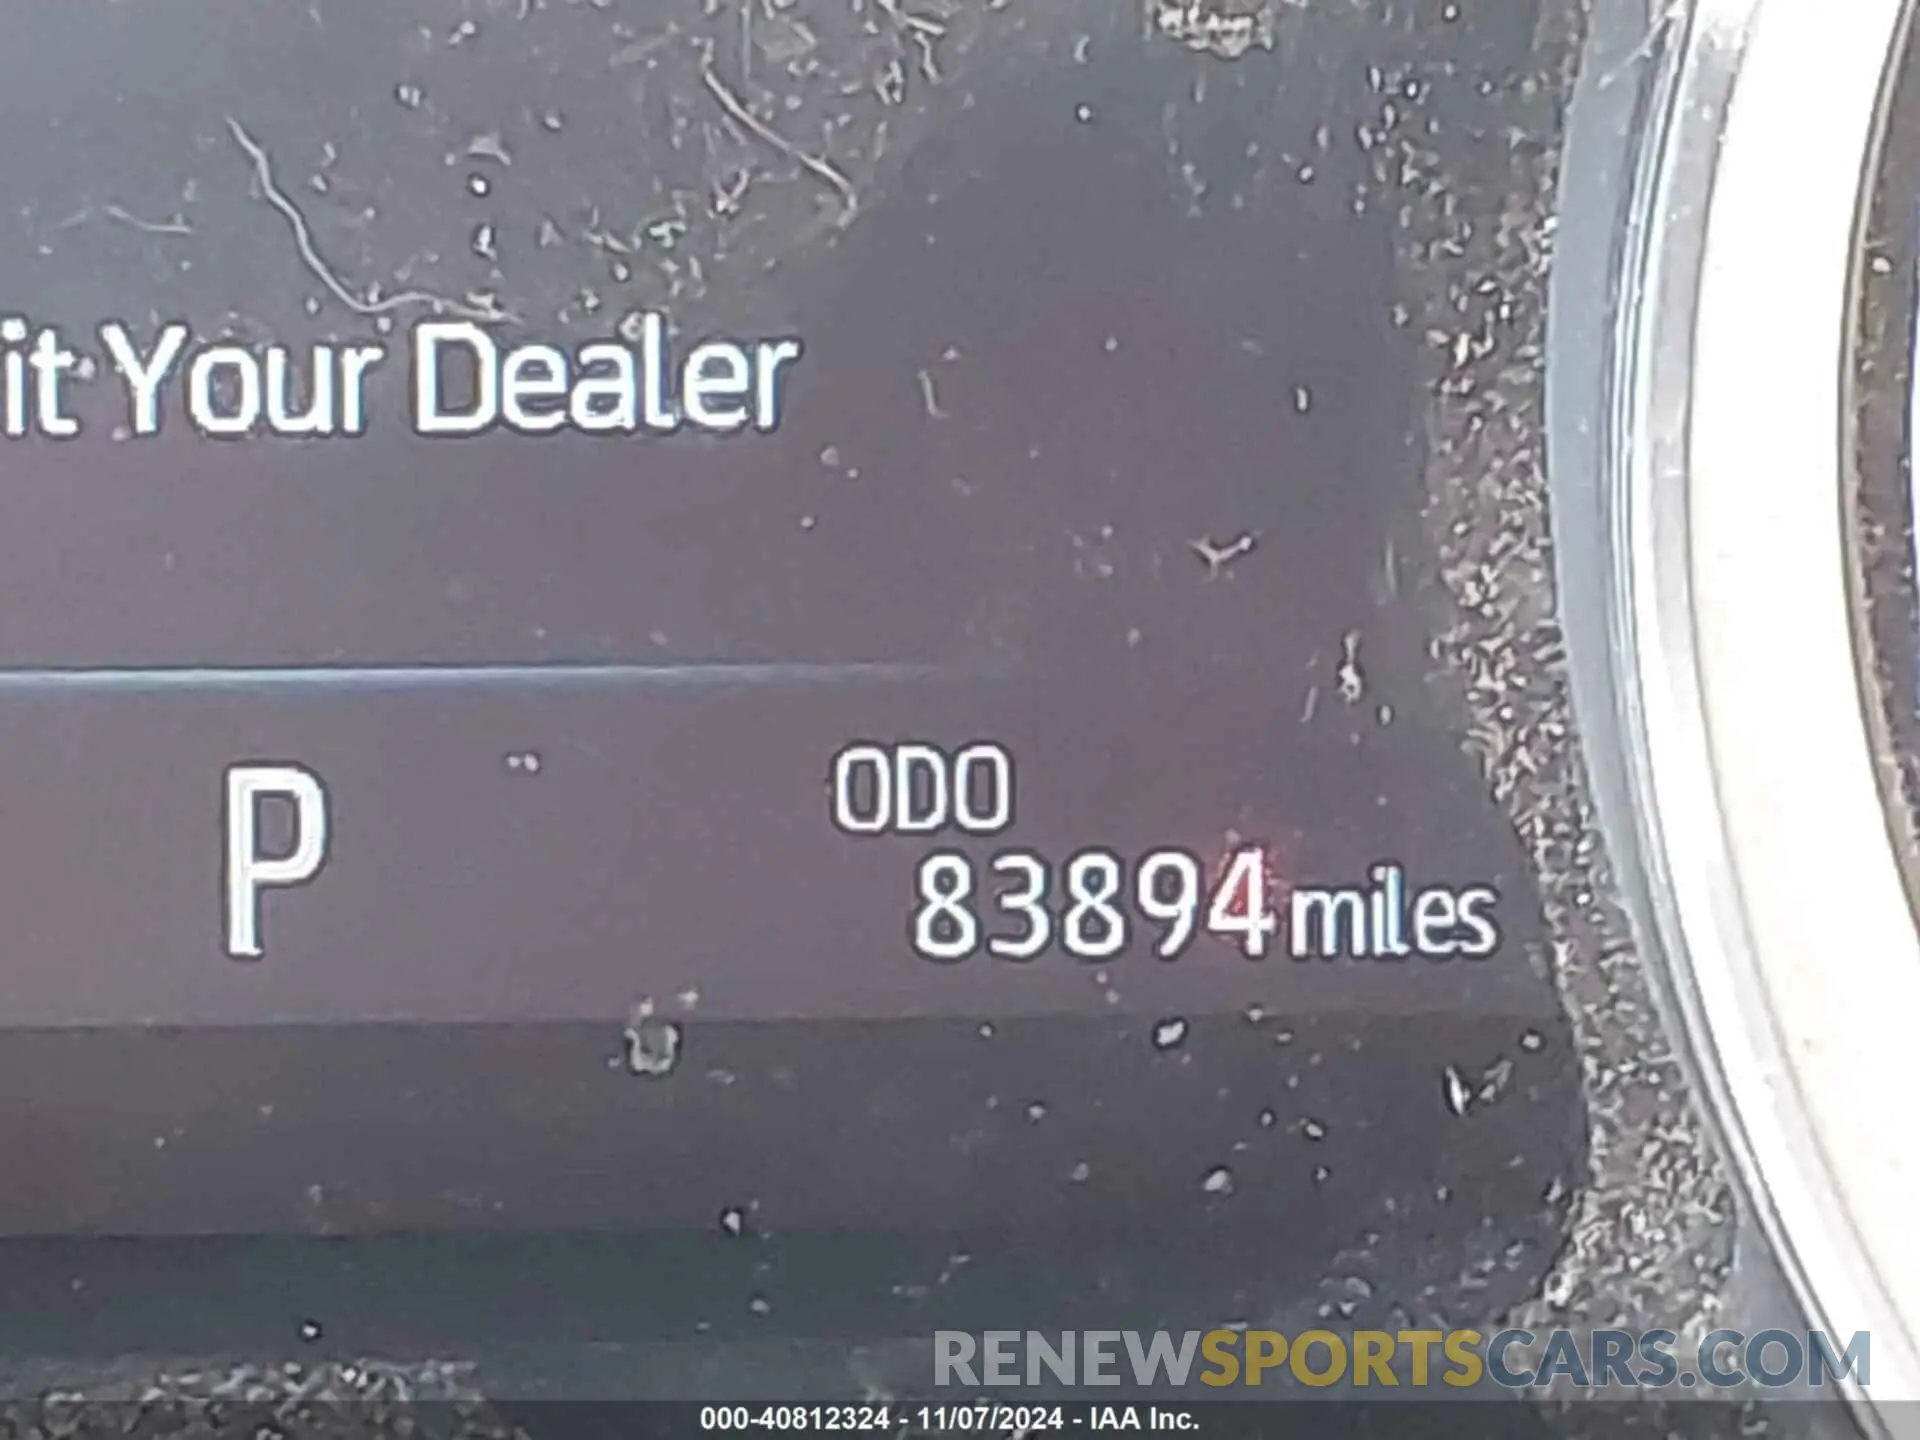 it Your Dealer
P
ODO
83894 miles
RENEWSPORTSCARS.COM
000-40812324 - 11/07/2024 - IAA Inc.